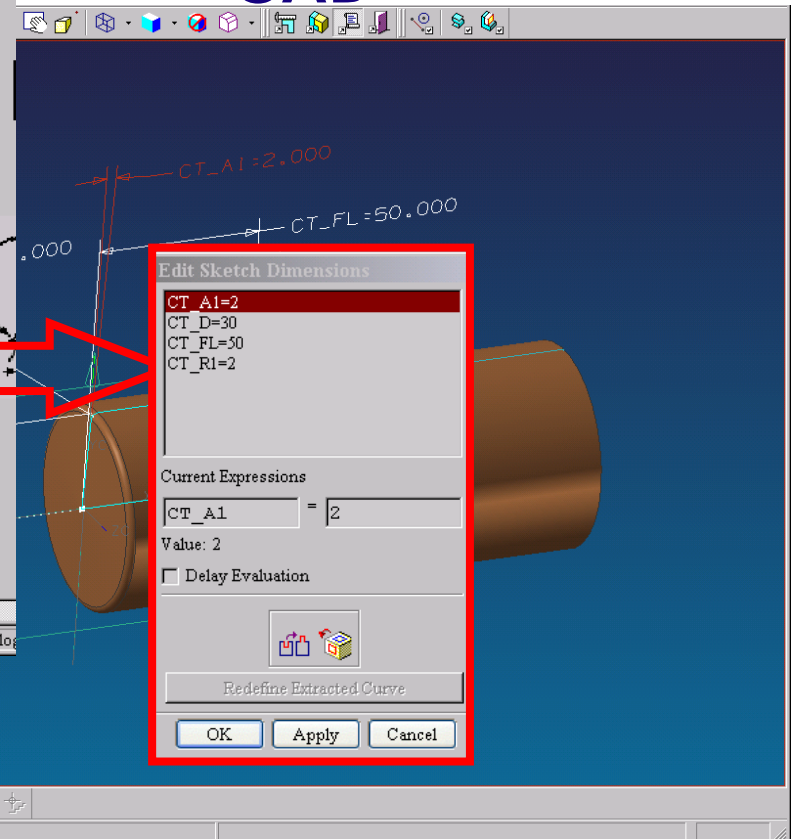 CAD
CT_A1=2.000
CT_FL=50.000
.000
Edit Sketch Dimensions
CT_A1=2
CT_D=30
CT_FL=50
CT_R1=2
Current Expressions
CT_A1 = 2
Value: 2
Delay Evaluation
Redefine Extracted Curve
OK Apply Cancel